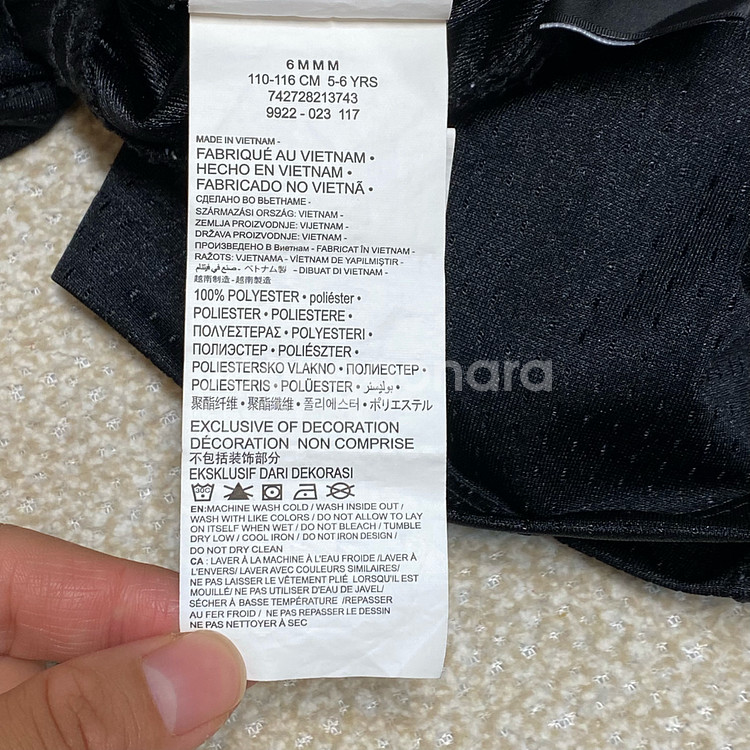 6 M M M
110-116 CM 5-6 YRS
742728213743
9922 - 023 117
MADE IN VIETNAM -
FABRIQUÉ AU VIETNAM •
HECHO EN VIETNAM •
FABRICADO NO VIETNÃ •
СДЕЛАНО ВО ВЬЕТНАМЕ -
SZÁRMAZÁSI ORSZÁG: VIETNAM -
ZEMLJA PROIZVODNJE: VIJETNAM -
DRŽAVA PROIZVODNJE: VIETNAM -
ПРОИЗВЕДЕНО В Виетнам - FABRICAT ÎN VIETNAM -
RAŽOTS: VJETNAMA - VİETNAM DE YAPILMIŞTIR -
صنع في فيتنام - ベトナム製 - DIBUAT DI VIETNAM -
越南制造 - 越南製造
100% POLYESTER • poliéster •
POLIESTER • POLIESTERE •
ΠΟΛΥΕΣΤΕΡΑΣ • POLYESTERI •
ПОЛИЭСТЕР • POLIÉSZTER •
POLIESTERSKO VLAKNO • ПОЛИЕСТЕР •
POLIESTERIS • POLÜESTER • بوليستر •
聚酯纤维 • 聚酯纖維 • 폴리에스터 • ポリエステル
EXCLUSIVE OF DECORATION
DÉCORATION NON COMPRISE
不包括装饰部分
EKSKLUSIF DARI DEKORASI
30C
EN:MACHINE WASH COLD / WASH INSIDE OUT /
WASH WITH LIKE COLORS / DO NOT ALLOW TO LAY
ON ITSELF WHEN WET / DO NOT BLEACH / TUMBLE
DRY LOW / COOL IRON / DO NOT IRON DESIGN /
DO NOT DRY CLEAN
CA : LAVER À LA MACHINE À L'EAU FROIDE /LAVER À
L'ENVERS/ LAVER AVEC COULEURS SIMILAIRES/
NE PAS LAISSER LE VÊTEMENT PLIÉ LORSQU'IL EST
MOUILLÉ/ NE PAS UTILISER D'EAU DE JAVEL/
SÉCHER À BASSE TEMPÉRATURE /REPASSER
AU FER FROID / NE PAS REPASSER LE DESSIN
NE PAS NETTOYER À SEC